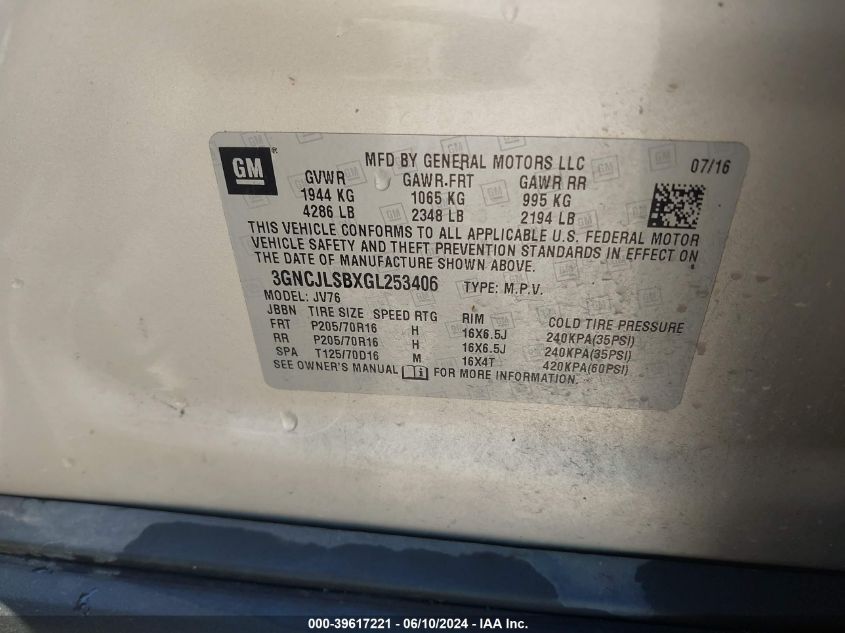 GM ®
MFD BY GENERAL MOTORS LLC 07/16
GVWR GAWR-FRT GAWR RR
1944 KG 1065 KG 995 KG
4286 LB 2348 LB 2194 LB
THIS VEHICLE CONFORMS TO ALL APPLICABLE U.S. FEDERAL MOTOR
VEHICLE SAFETY AND THEFT PREVENTION STANDARDS IN EFFECT ON
THE DATE OF MANUFACTURE SHOWN ABOVE.
3GNCJLSBXGL253406 TYPE: M.P.V.
MODEL: JV76
JBBN TIRE SIZE SPEED RTG RIM COLD TIRE PRESSURE
FRT P205/70R16 H 16X6.5J 240KPA(35PSI)
RR P205/70R16 H 16X6.5J 240KPA(35PSI)
SPA T125/70D16 M 16X4T 420KPA(60PSI)
SEE OWNER'S MANUAL FOR MORE INFORMATION.
000-39617221 - 06/10/2024 - IAA Inc.